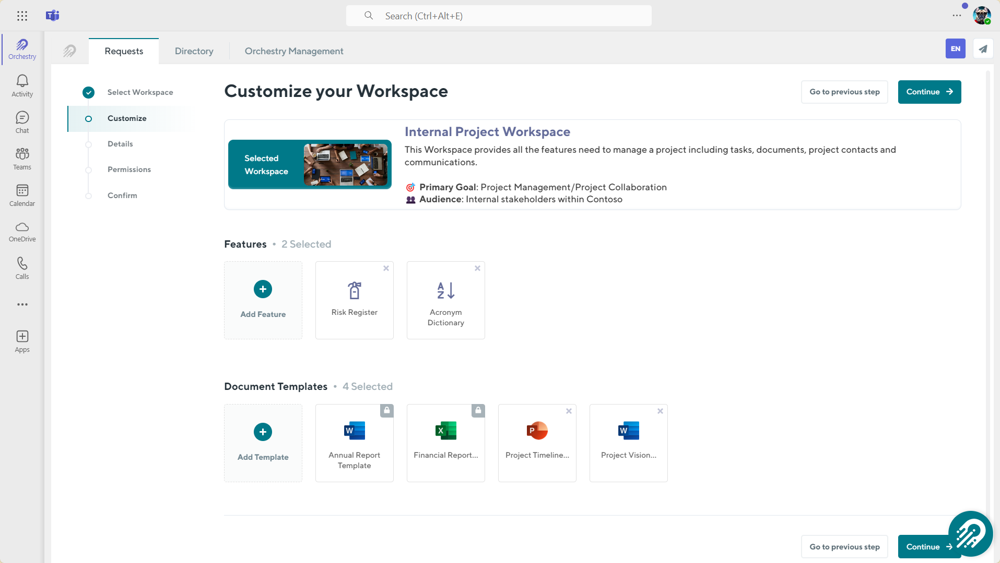 Search (Ctrl+Alt+E)
Orchestry
Activity
Chat
Teams
Calendar
OneDrive
Calls
Apps
Requests
Directory
Orchestry Management
EN
Select Workspace
Customize
Details
Permissions
Confirm
Customize your Workspace
Go to previous step
Continue
Selected
Workspace
Internal Project Workspace
This Workspace provides all the features need to manage a project including tasks, documents, project contacts and
communications.
Primary Goal: Project Management/Project Collaboration
Audience: Internal stakeholders within Contoso
Features • 2 Selected
Add Feature
Risk Register
A
Z
Acronym
Dictionary
Document Templates • 4 Selected
Add Template
W
Annual Report
Template
X
Financial Report...
P
Project Timeline...
W
Project Vision...
Go to previous step
Continue